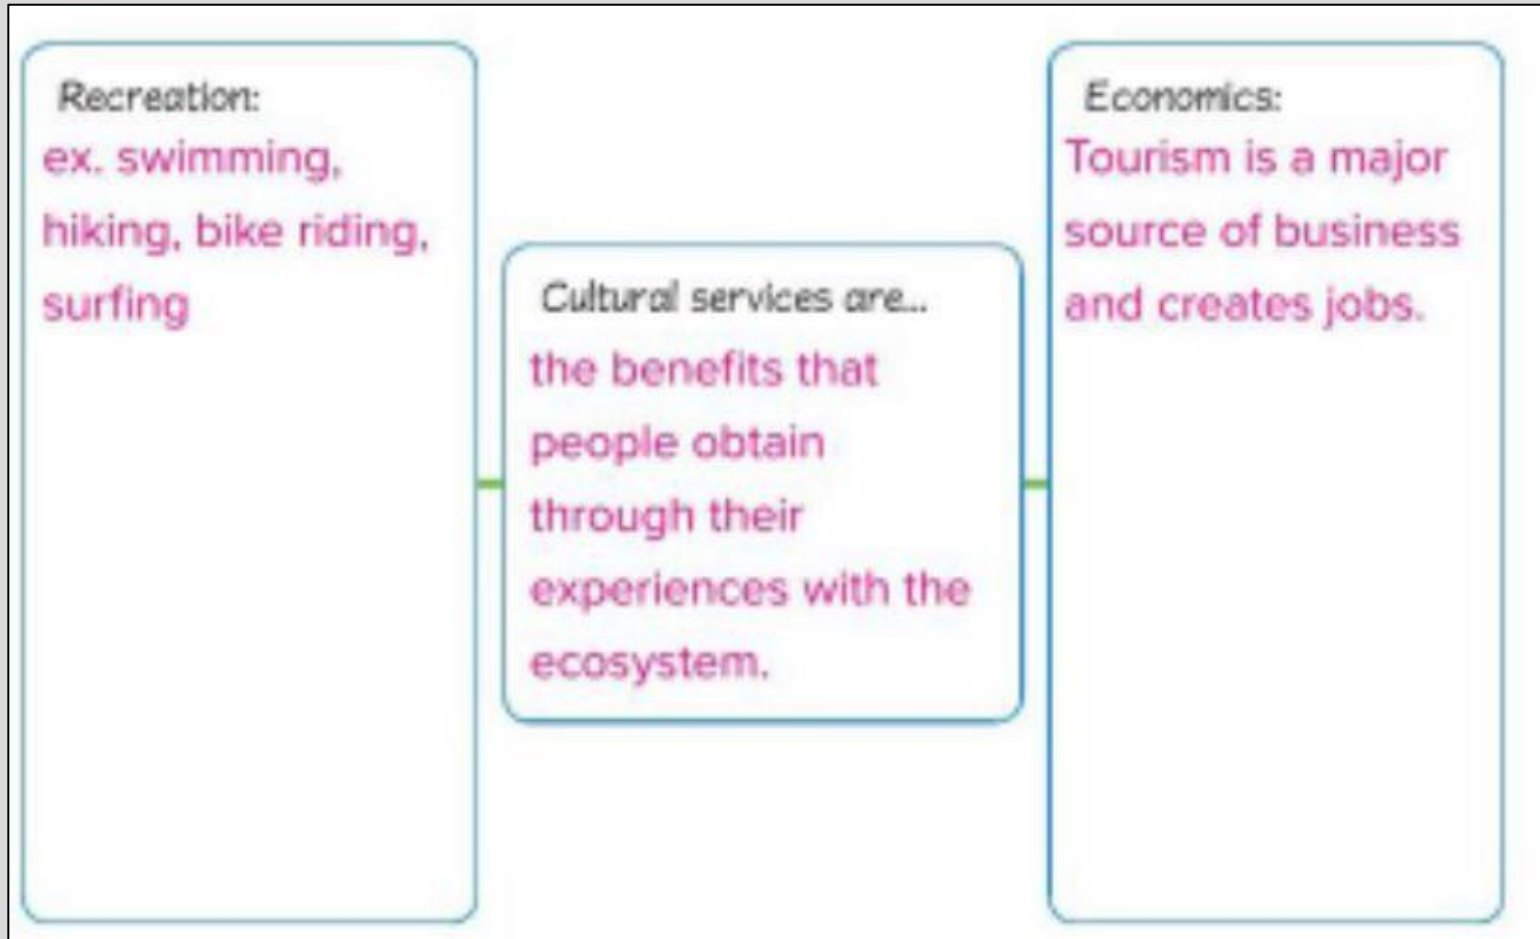 Recreation:
ex. swimming,
hiking, bike riding,
surfing
Cultural services are...
the benefits that
people obtain
through their
experiences with the
ecosystem.
Economics:
Tourism is a major
source of business
and creates jobs.